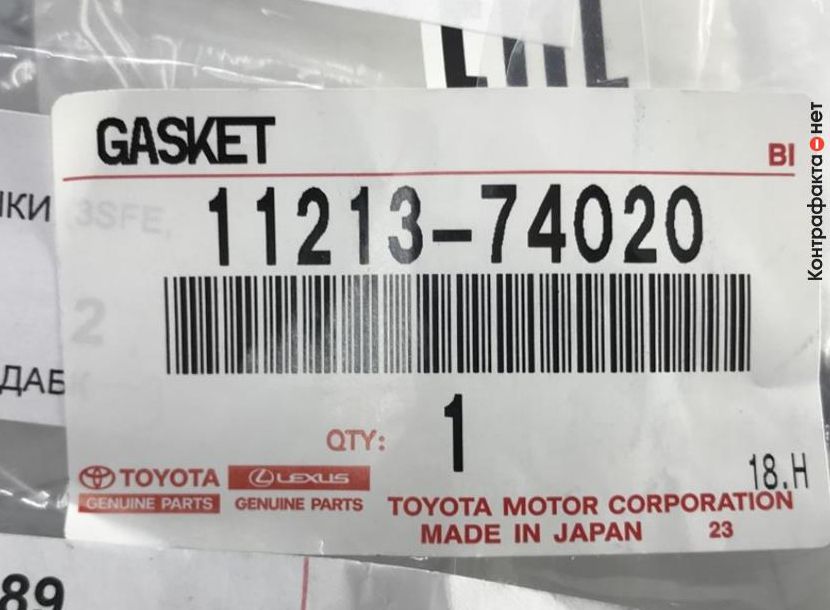 GASKET
BI
11213-74020
3SFE,
2
QTY: 1
18.H
TOYOTA
GENUINE PARTS
LEXUS
GENUINE PARTS
TOYOTA MOTOR CORPORATION
MADE IN JAPAN 23
ДАБ
89
Контрафакта нет